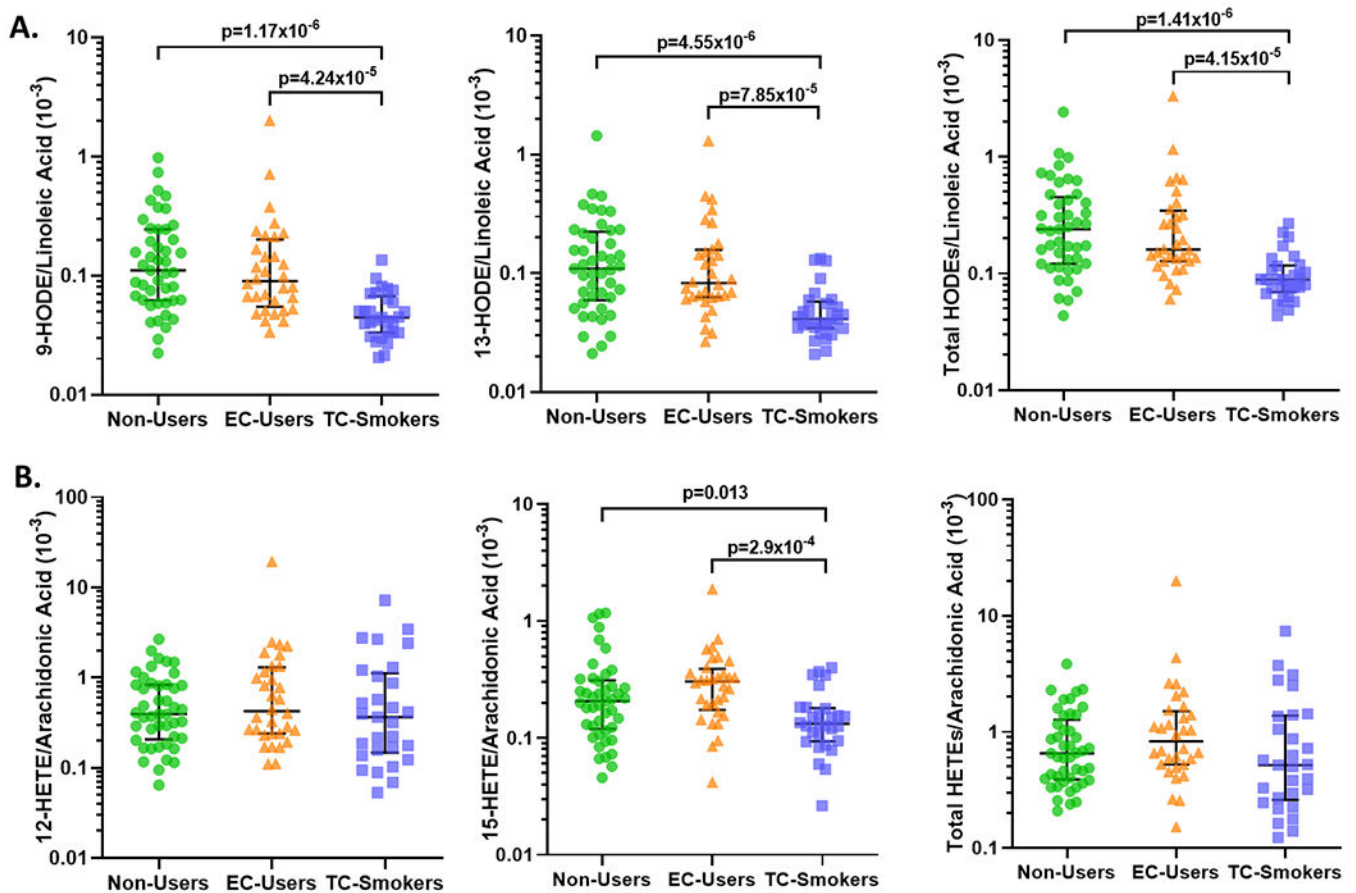 A.
9-HODE/Linoleic Acid (10⁻³)
10
1
0.1
0.01
p=1.17x10⁻⁶
p=4.24x10⁻⁵
Non-Users EC-Users TC-Smokers
13-HODE/Linoleic Acid (10⁻³)
10
1
0.1
0.01
p=4.55x10⁻⁶
p=7.85x10⁻⁵
Non-Users EC-Users TC-Smokers
Total HODEs/Linoleic Acid (10⁻³)
10
1
0.1
0.01
p=1.41x10⁻⁶
p=4.15x10⁻⁵
Non-Users EC-Users TC-Smokers
B.
12-HETE/Arachidonic Acid (10⁻³)
100
10
1
0.1
0.01
Non-Users EC-Users TC-Smokers
15-HETE/Arachidonic Acid (10⁻³)
10
1
0.1
0.01
p=0.013
p=2.9x10⁻⁴
Non-Users EC-Users TC-Smokers
Total HETEs/Arachidonic Acid (10⁻³)
100
10
1
0.1
Non-Users EC-Users TC-Smokers